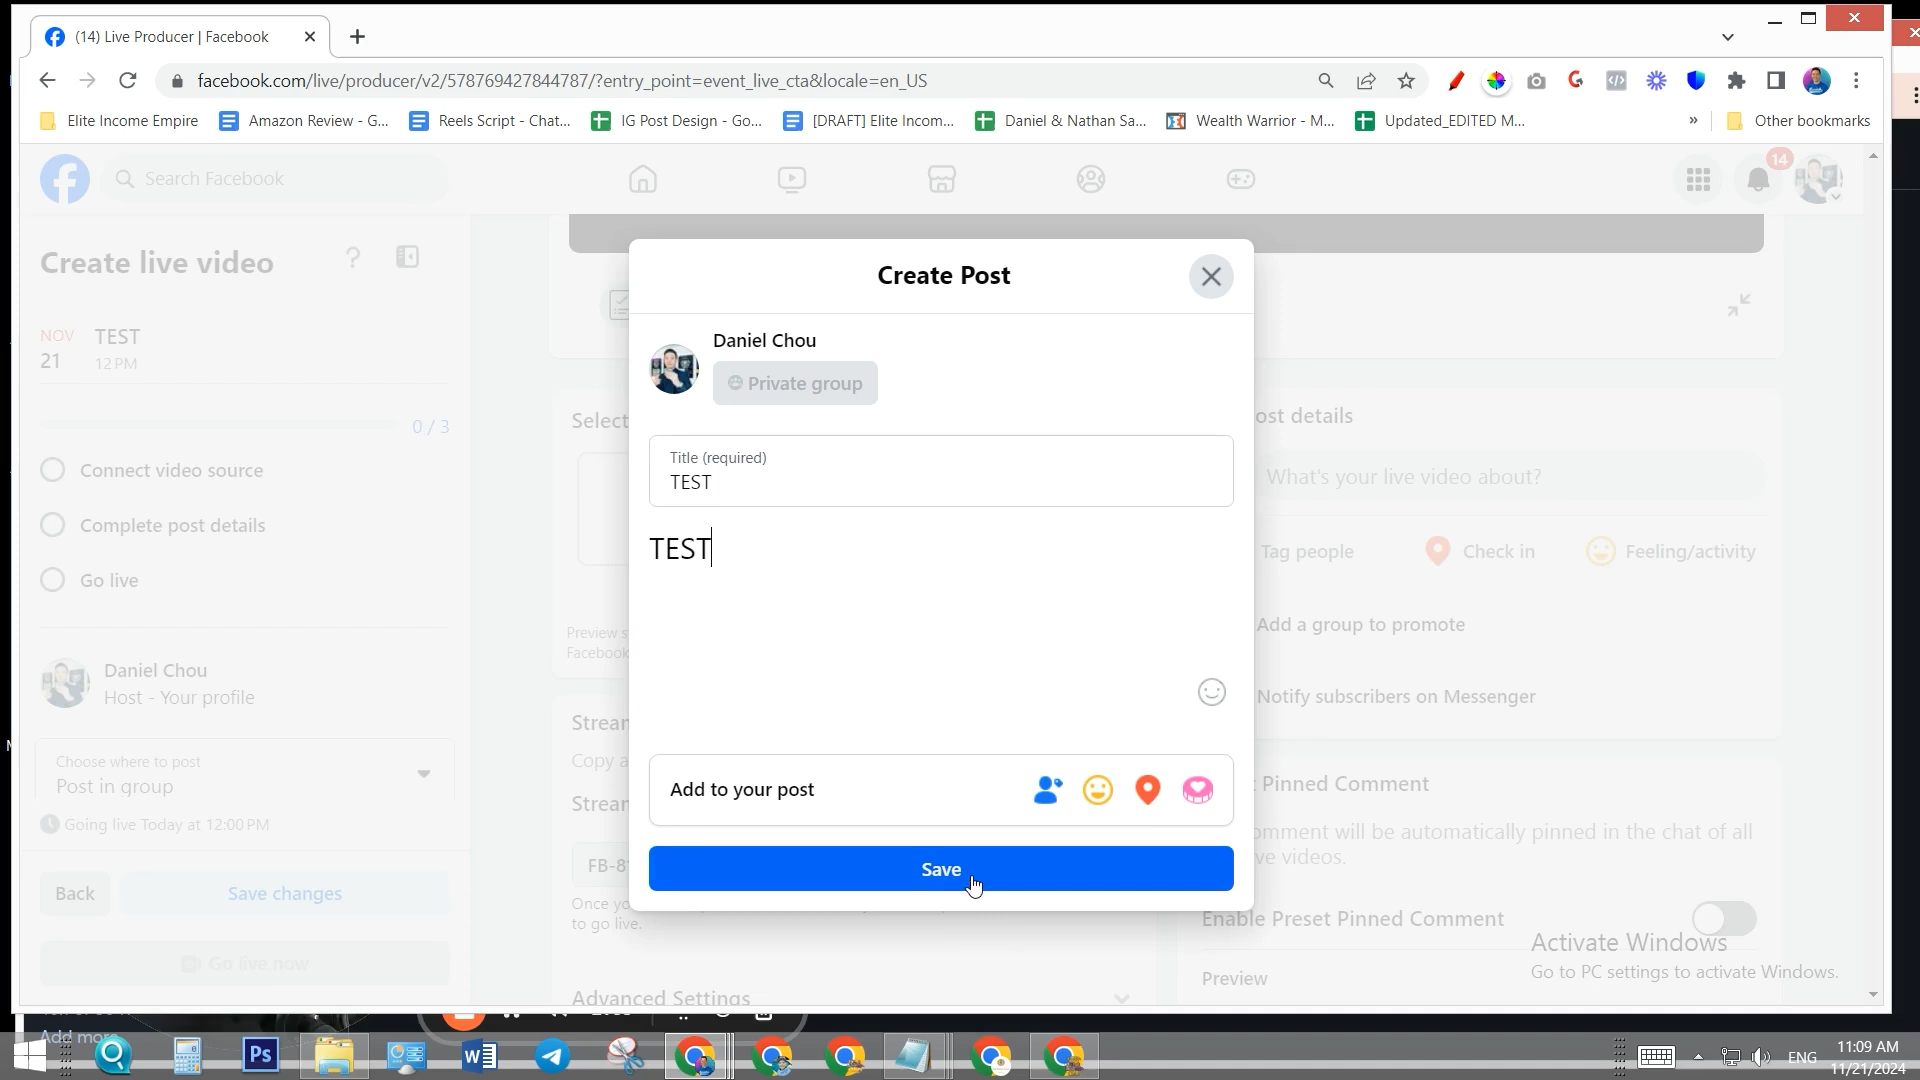 (14) Live Producer | Facebook
facebook.com/live/producer/v2/578769427844787/?entry_point=event_live_cta&locale=en_US
Elite Income Empire
Amazon Review - G...
Reels Script - Chat...
IG Post Design - Go...
[DRAFT] Elite Incom...
Daniel & Nathan Sa...
Wealth Warrior - M...
Updated_EDITED M...
»
Other bookmarks
Search Facebook
14
Create live video
NOV
21
TEST
12 PM
0 / 3
Connect video source
Complete post details
Go live
Daniel Chou
Host - Your profile
Choose where to post
Post in group
Going live Today at 12:00 PM
Back
Save changes
Go live now
Select
Preview s
Facebook
Stream
Copy a
Stream
FB-8
Once yo
to go live.
Advanced Settings
Create Post
Daniel Chou
Private group
Title (required)
TEST
TEST
Add to your post
Save
ost details
What's your live video about?
Tag people
Check in
Feeling/activity
Add a group to promote
Notify subscribers on Messenger
Pinned Comment
omment will be automatically pinned in the chat of all
ve videos.
Enable Preset Pinned Comment
Preview
Activate Windows
Go to PC settings to activate Windows.
Add more
Ps
ENG
11:09 AM
11/21/2024